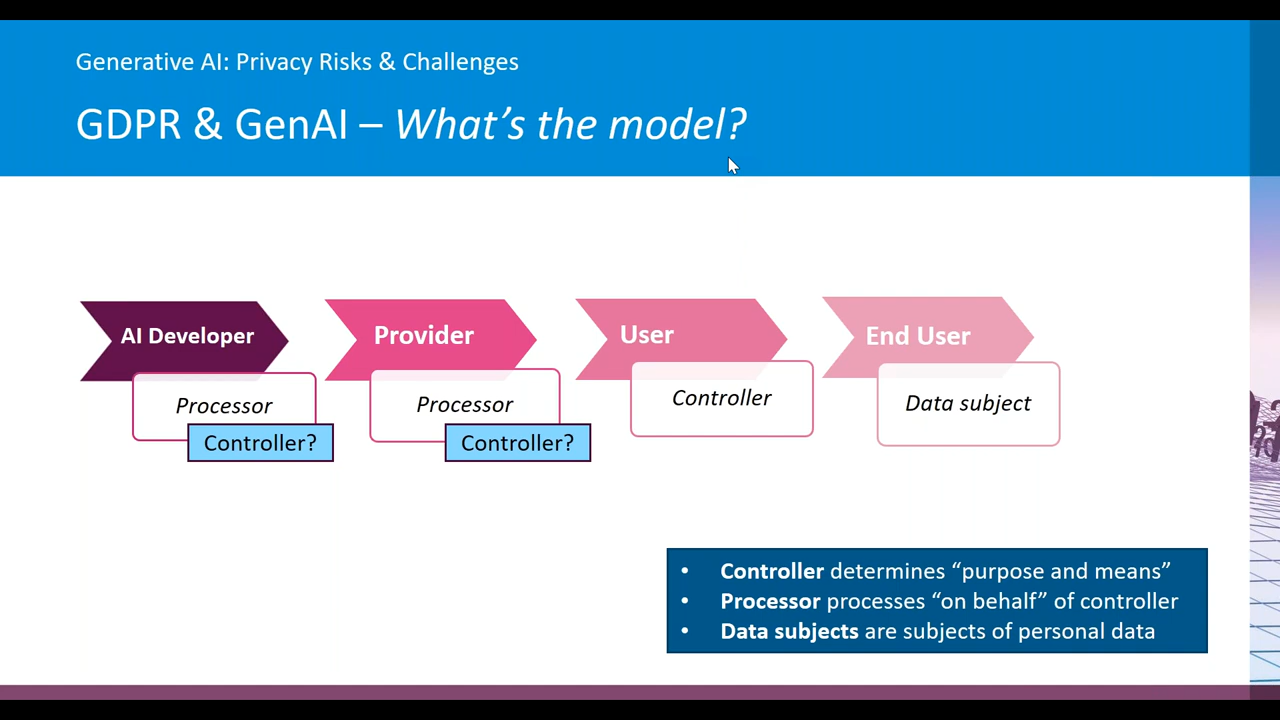 Generative AI: Privacy Risks & Challenges
GDPR & GenAI – What's the model?
AI Developer
Provider
User
End User
Processor
Processor
Controller
Data subject
Controller?
Controller?
• Controller determines “purpose and means”
• Processor processes “on behalf” of controller
• Data subjects are subjects of personal data